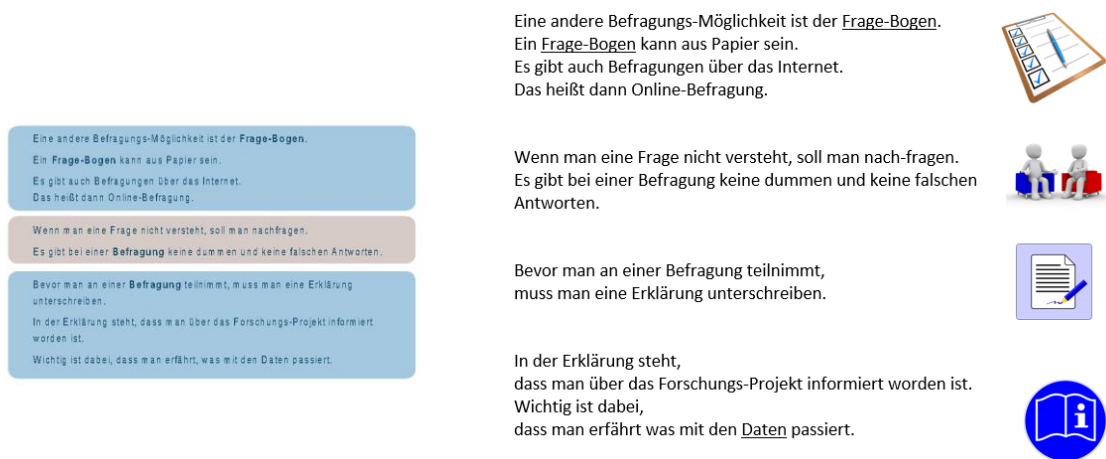 Eine andere Befragungs-Möglichkeit ist der Frage-Bogen.
Ein Frage-Bogen kann aus Papier sein.
Es gibt auch Befragungen über das Internet.
Das heißt dann Online-Befragung.
Wenn man eine Frage nicht versteht, soll man nachfragen.
Es gibt bei einer Befragung keine dummen und keine falschen Antworten.
Bevor man an einer Befragung teilnimmt, muss man eine Erklärung
unterschreiben.
In der Erklärung steht, dass man über das Forschungs-Projekt informiert
worden ist.
Wichtig ist dabei, dass man erfährt, was mit den Daten passiert.
Eine andere Befragungs-Möglichkeit ist der Frage-Bogen.
Ein Frage-Bogen kann aus Papier sein.
Es gibt auch Befragungen über das Internet.
Das heißt dann Online-Befragung.
Wenn man eine Frage nicht versteht, soll man nach-fragen.
Es gibt bei einer Befragung keine dummen und keine falschen
Antworten.
Bevor man an einer Befragung teilnimmt,
muss man eine Erklärung unterschreiben.
In der Erklärung steht,
dass man über das Forschungs-Projekt informiert worden ist.
Wichtig ist dabei,
dass man erfährt was mit den Daten passiert.
i